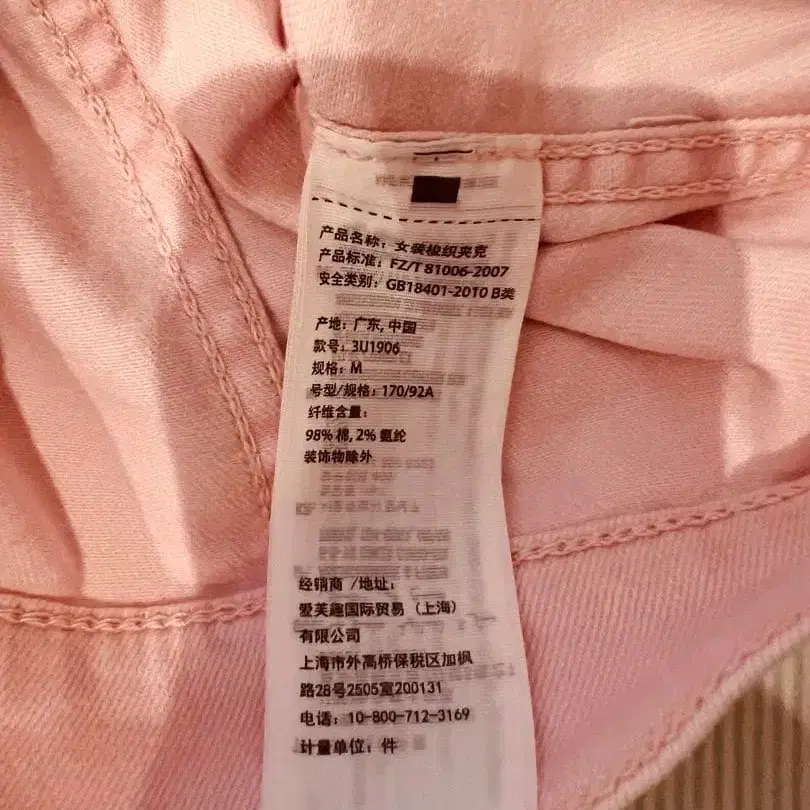 产品名称：女装梭织夹克
产品标准：FZ/T 81006-2007
安全类别：GB18401-2010 B类
产地：广东, 中国
款号：3U1906
规格：M
号型/规格：170/92A
纤维含量：
98% 棉, 2% 氨纶
装饰物除外
经销商 /地址：
爱芙趣国际贸易（上海）
有限公司
上海市外高桥保税区加枫
路28号2505室200131
电话：10-800-712-3169
计量单位：件